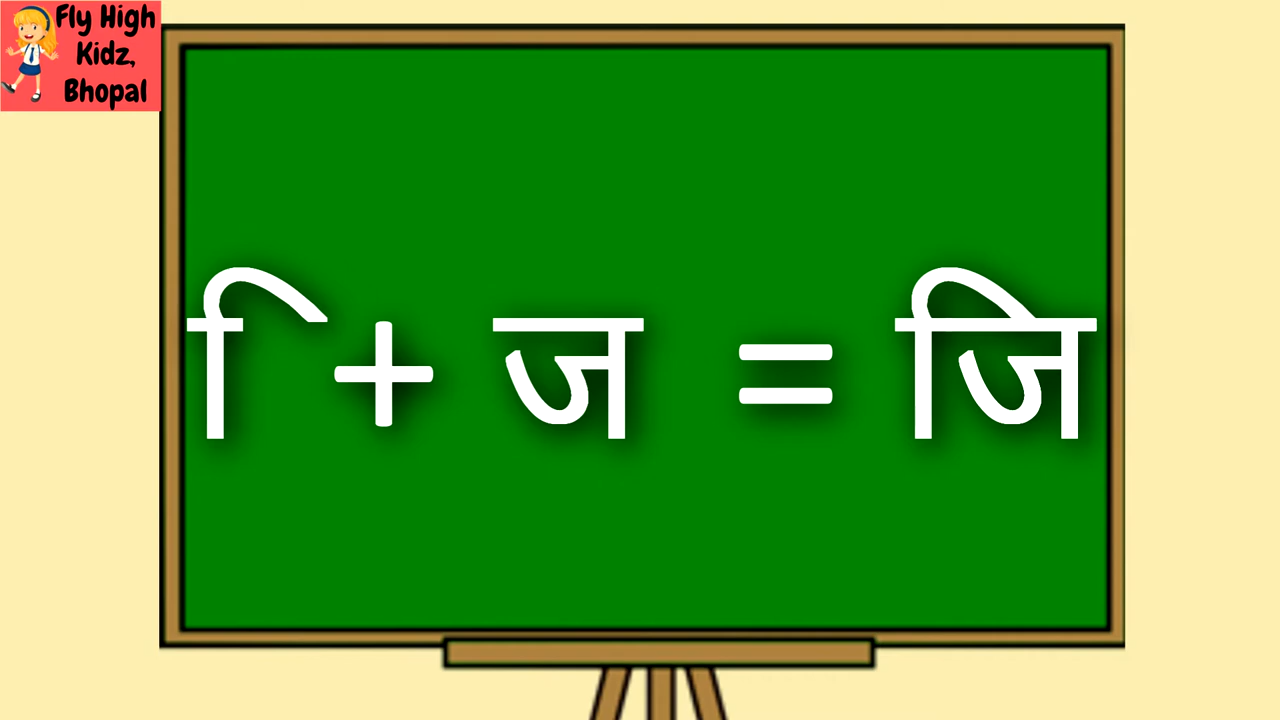 Fly High
Kidz,
Bhopal
ि + ज = जि